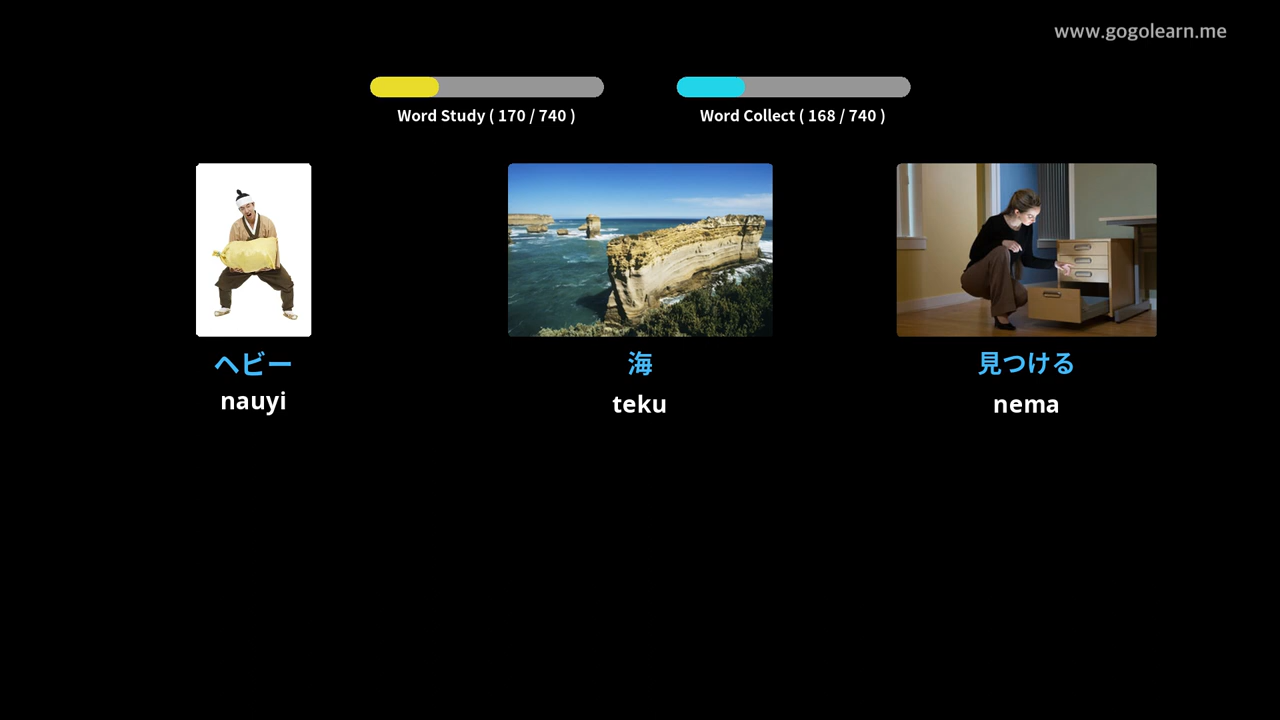 www.gogolearn.me
Word Study ( 170 / 740 )
Word Collect ( 168 / 740 )
ヘビー
海
見つける
nauyi
teku
nema